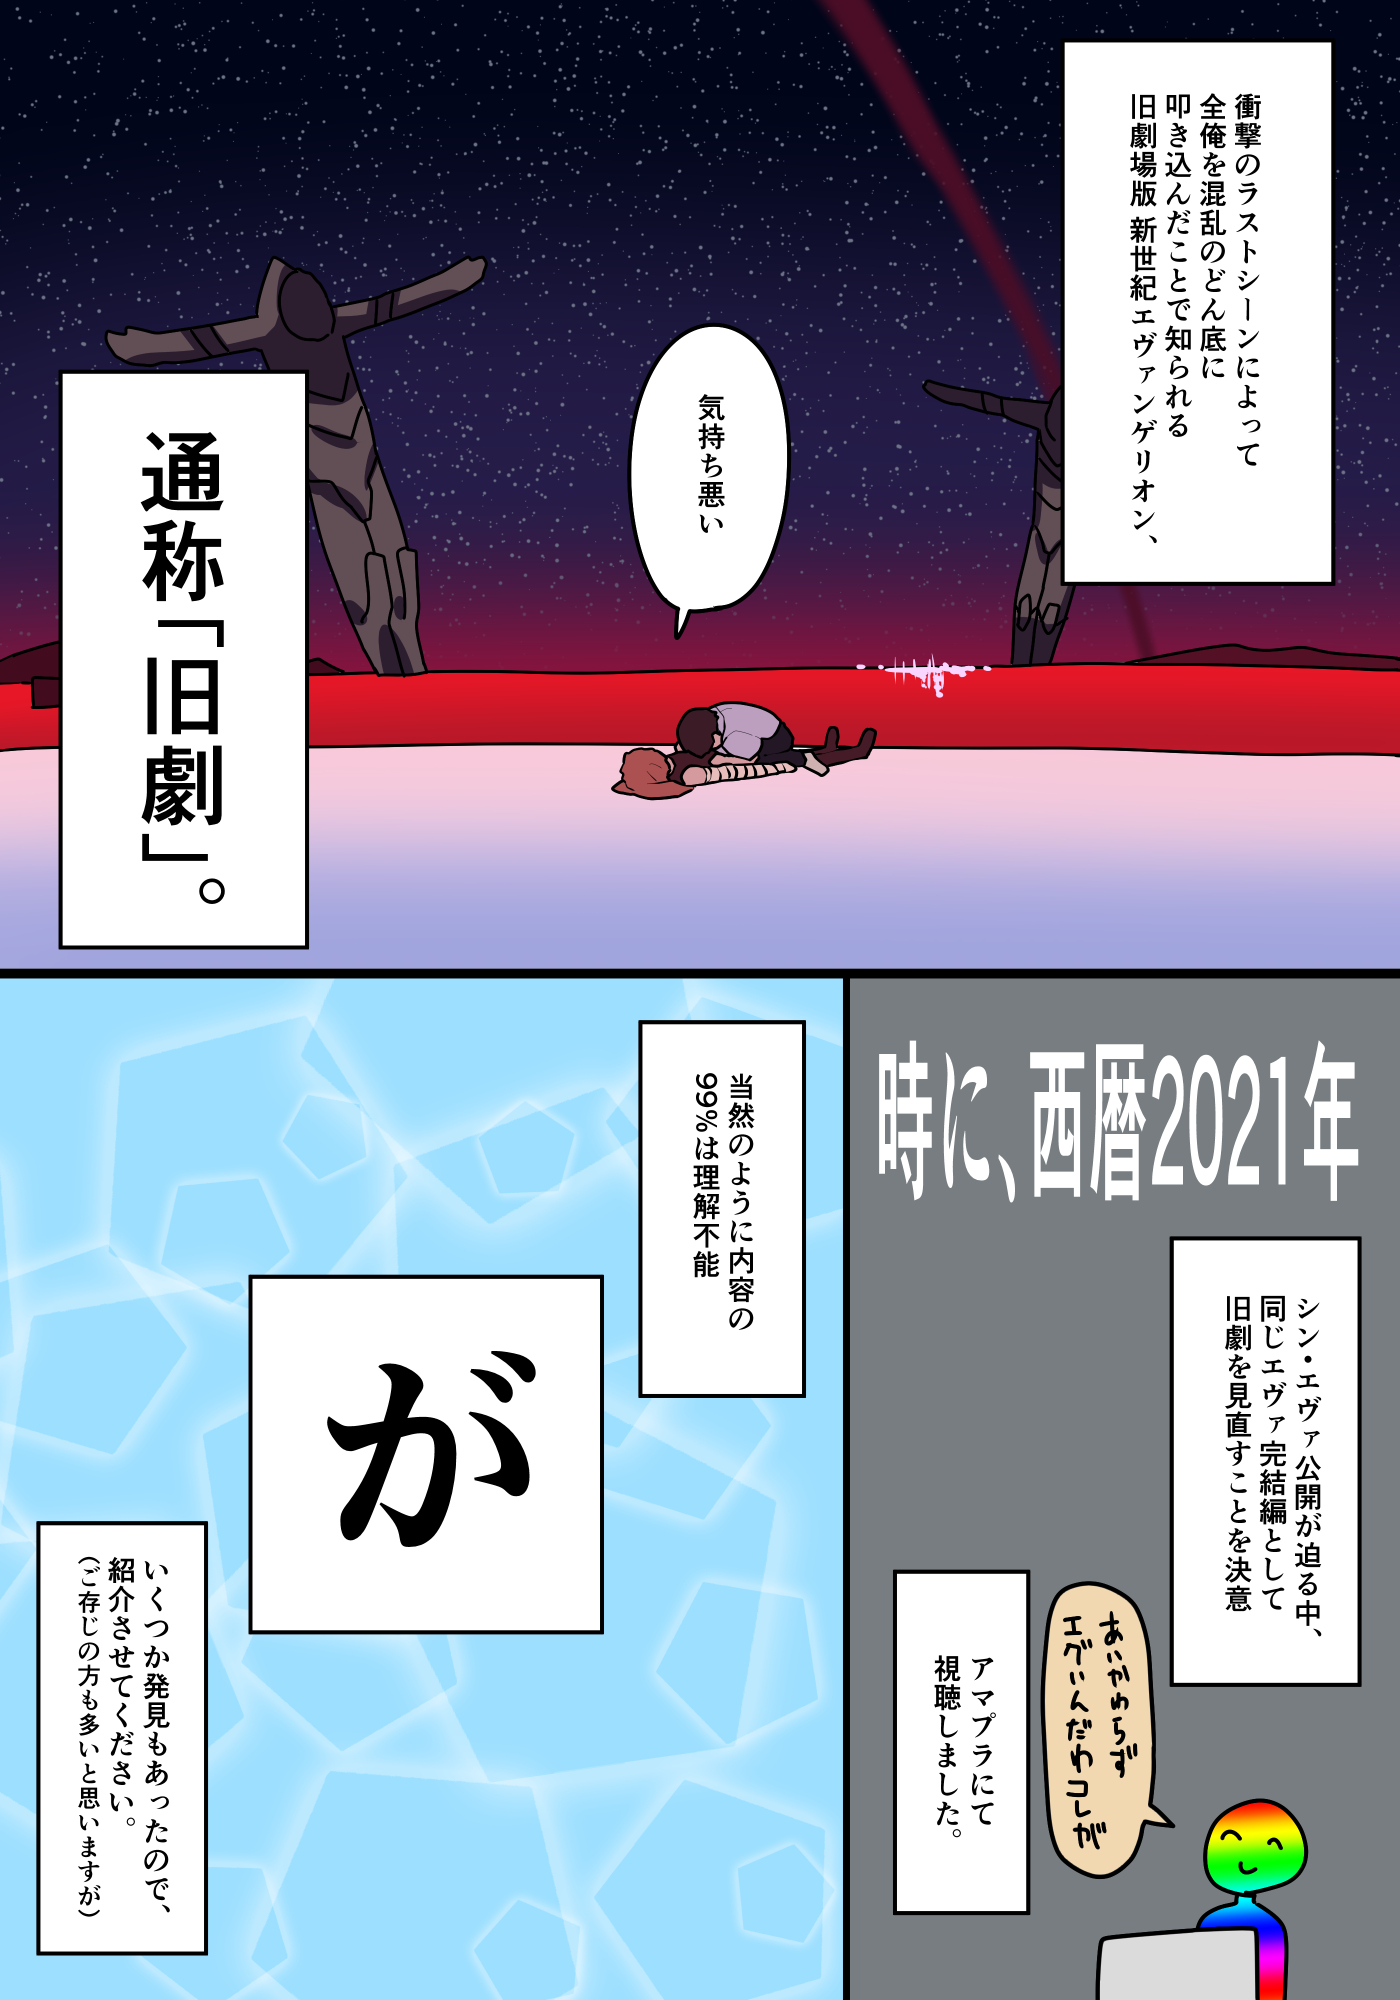 衝撃のラストシーンによって
全俺を混乱のどん底に
叩き込んだことで知られる
旧劇場版 新世紀エヴァンゲリオン、
気持ち悪い
通称「旧劇」。
時に、西暦2021年
シン・エヴァ公開が迫る中、
同じエヴァ完結編として
旧劇を見直すことを決意
あいかわらず
エグいんだわコレが
アマプラにて
視聴しました。
当然のように内容の
99%は理解不能
が
いくつか発見もあったので、
紹介させてください。
（ご存じの方も多いと思いますが）